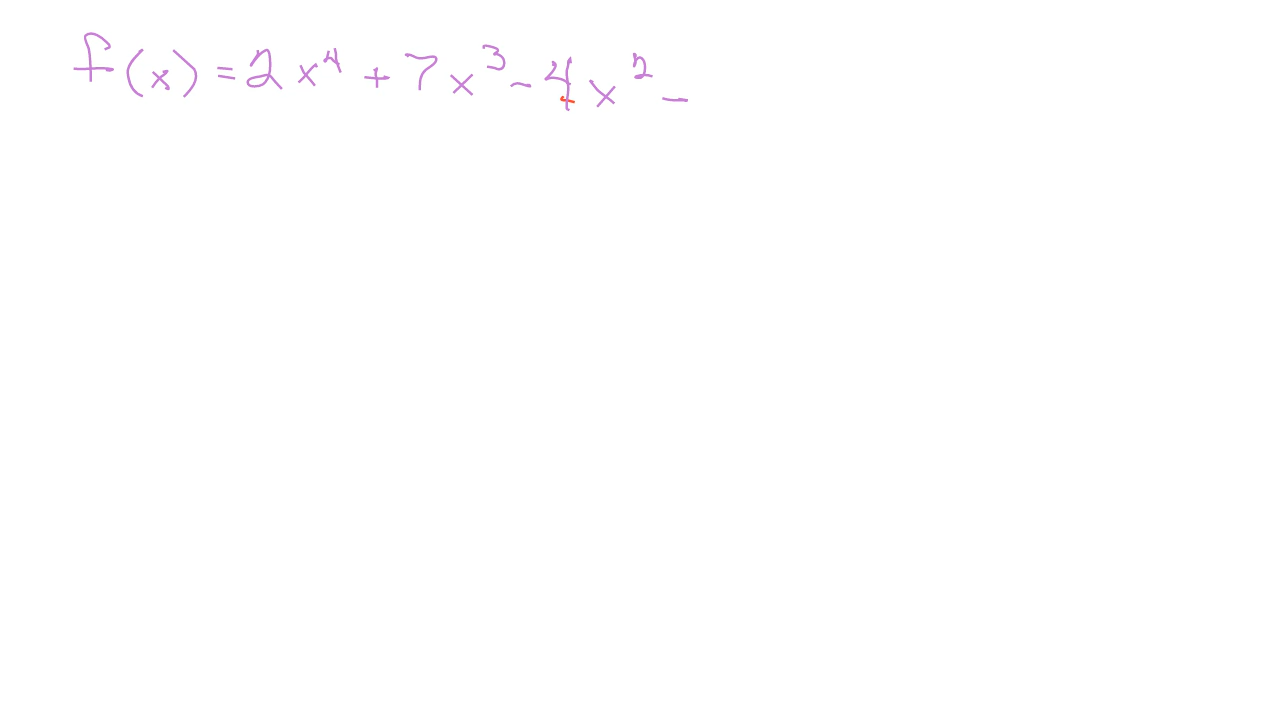 f(x) = 2x⁴ + 7x³ - 4x² -